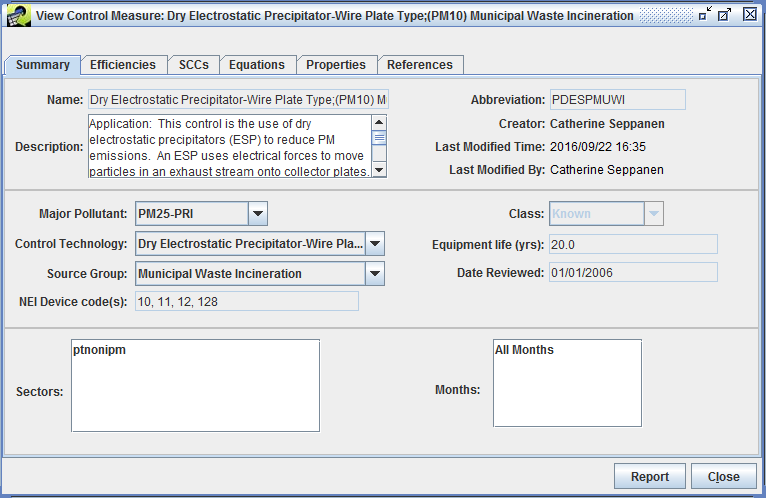 View Control Measure: Dry Electrostatic Precipitator-Wire Plate Type;(PM10) Municipal Waste Incineration
Summary Efficiencies SCCs Equations Properties References
Name: Dry Electrostatic Precipitator-Wire Plate Type;(PM10) M
Abbreviation: PDESPMUWI
Description: Application: This control is the use of dry
electrostatic precipitators (ESP) to reduce PM
emissions. An ESP uses electrical forces to move
particles in an exhaust stream onto collector plates.
Creator: Catherine Seppanen
Last Modified Time: 2016/09/22 16:35
Last Modified By: Catherine Seppanen
Major Pollutant: PM25-PRI
Class: Known
Control Technology: Dry Electrostatic Precipitator-Wire Pla...
Equipment life (yrs): 20.0
Source Group: Municipal Waste Incineration
Date Reviewed: 01/01/2006
NEI Device code(s): 10, 11, 12, 128
Sectors: ptnonipm
Months: All Months
Report Close